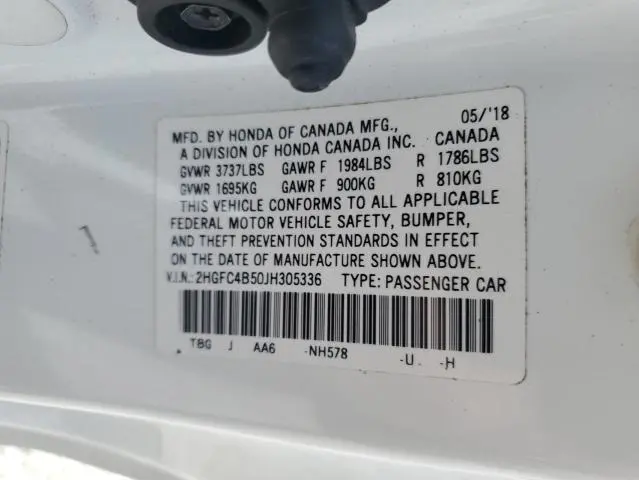 05/'18
MFD. BY HONDA OF CANADA MFG.,
A DIVISION OF HONDA CANADA INC. CANADA
GVWR 3737LBS GAWR F 1984LBS R 1786LBS
GVWR 1695KG GAWR F 900KG R 810KG
THIS VEHICLE CONFORMS TO ALL APPLICABLE
FEDERAL MOTOR VEHICLE SAFETY, BUMPER,
AND THEFT PREVENTION STANDARDS IN EFFECT
ON THE DATE OF MANUFACTURE SHOWN ABOVE.
V.I.N.: 2HGFC4B50JH305336 TYPE: PASSENGER CAR
TBG J AA6 -NH578 -U -H